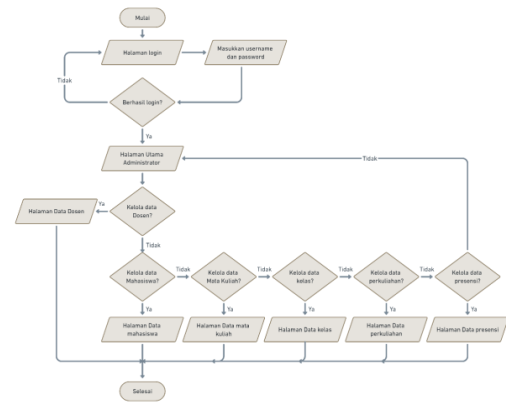 Mulai
Halaman login
Masukkan username
dan password
Tidak
Berhasil login?
Ya
Halaman Utama
Administrator
Tidak
Kelola data
Dosen?
Ya
Halaman Data Dosen
Tidak
Kelola data
Mahasiswa?
Tidak
Kelola data
Mata Kuliah?
Tidak
Kelola data
kelas?
Tidak
Kelola data
perkuliahan?
Tidak
Kelola data
presensi?
Ya
Ya
Ya
Ya
Ya
Halaman Data
mahasiswa
Halaman Data mata
kuliah
Halaman Data kelas
Halaman Data
perkuliahan
Halaman Data presensi
Selesai